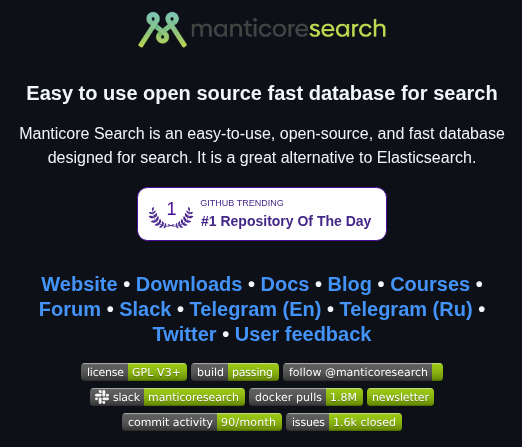 manticoresearch
Easy to use open source fast database for search
Manticore Search is an easy-to-use, open-source, and fast database
designed for search. It is a great alternative to Elasticsearch.
1
GITHUB TRENDING
#1 Repository Of The Day
Website • Downloads • Docs • Blog • Courses •
Forum • Slack • Telegram (En) • Telegram (Ru) •
Twitter • User feedback
license GPL V3+ build passing follow @manticoresearch
slack manticoresearch docker pulls 1.8M newsletter
commit activity 90/month issues 1.6k closed